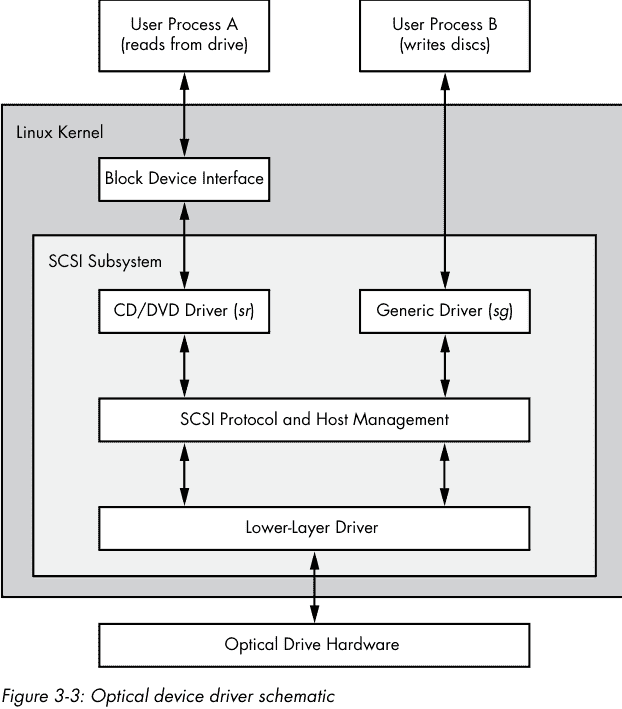 User Process A
(reads from drive)
User Process B
(writes discs)
Linux Kernel
Block Device Interface
SCSI Subsystem
CD/DVD Driver (sr)
Generic Driver (sg)
SCSI Protocol and Host Management
Lower-Layer Driver
Optical Drive Hardware
Figure 3-3: Optical device driver schematic